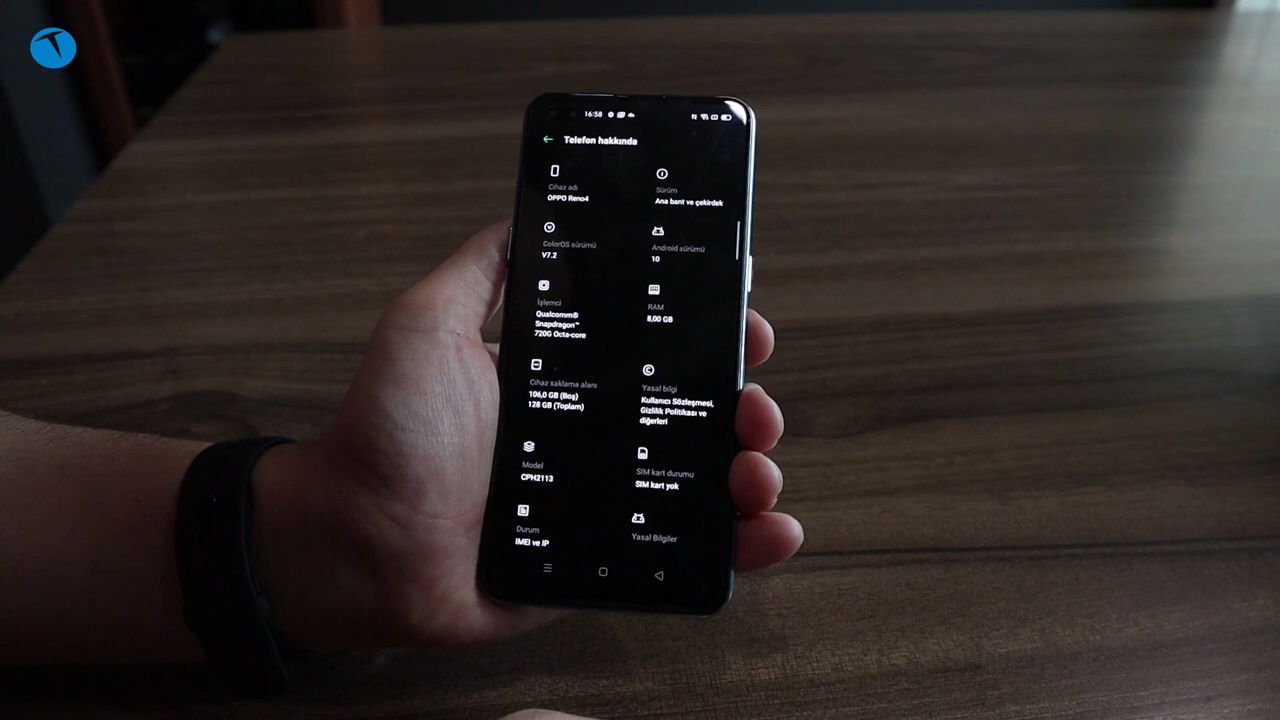 16:58
Telefon hakkında
Cihaz adı
OPPO Reno4
Sürüm
Ana bant ve çekirdek
ColorOS sürümü
V7.2
Android sürümü
10
İşlemci
Qualcomm®
Snapdragon™
720G Octa-core
RAM
8,00 GB
Cihaz saklama alanı
106,0 GB (Boş)
128 GB (Toplam)
Yasal bilgi
Kullanıcı Sözleşmesi,
Gizlilik Politikası ve
diğerleri
Model
CPH2113
SIM kart durumu
SIM kart yok
Durum
IMEI ve IP
Yasal Bilgiler